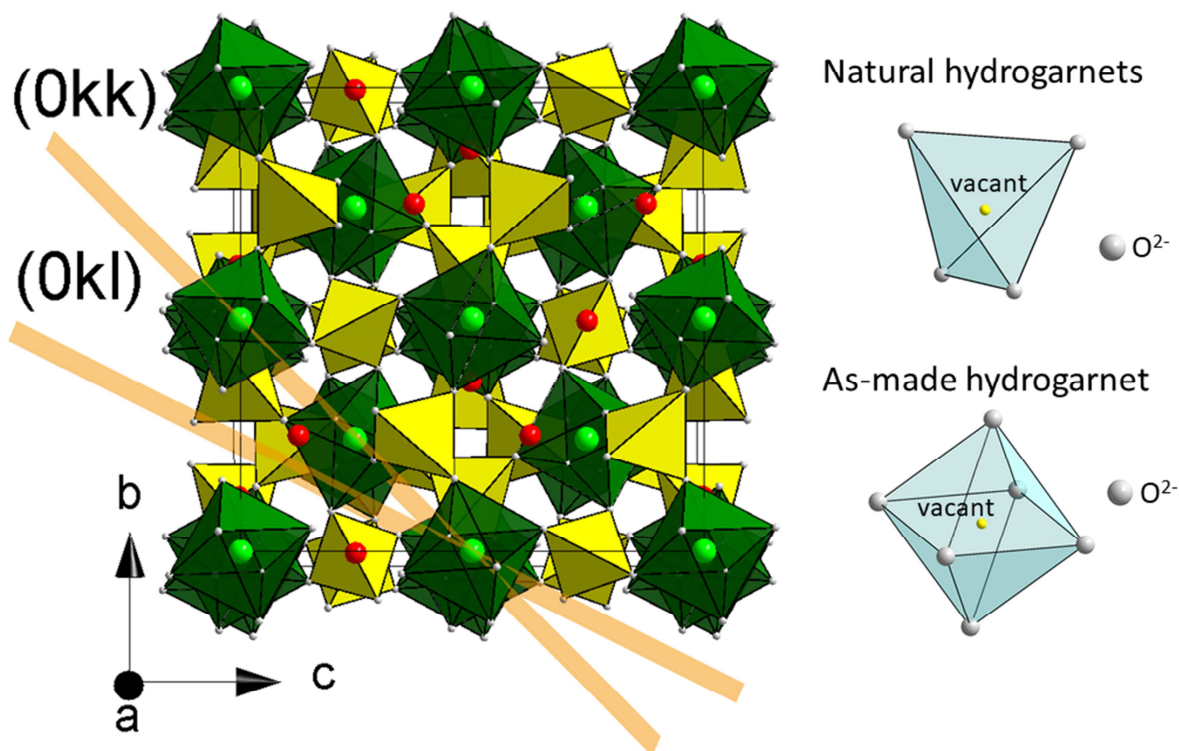 (0kk)
(0kl)
b
c
a
Natural hydrogarnets
vacant
O²⁻
As-made hydrogarnet
vacant
O²⁻